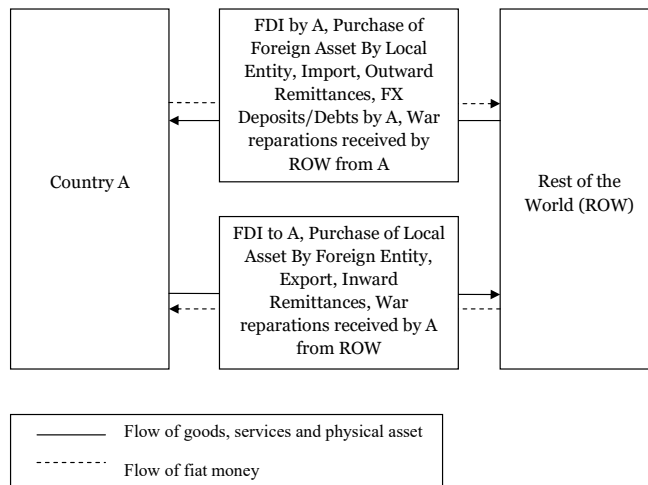 FDI by A, Purchase of
Foreign Asset By Local
Entity, Import, Outward
Remittances, FX
Deposits/Debts by A, War
reparations received by
ROW from A
Country A
Rest of the
World (ROW)
FDI to A, Purchase of Local
Asset By Foreign Entity,
Export, Inward
Remittances, War
reparations received by A
from ROW
Flow of goods, services and physical asset
Flow of fiat money